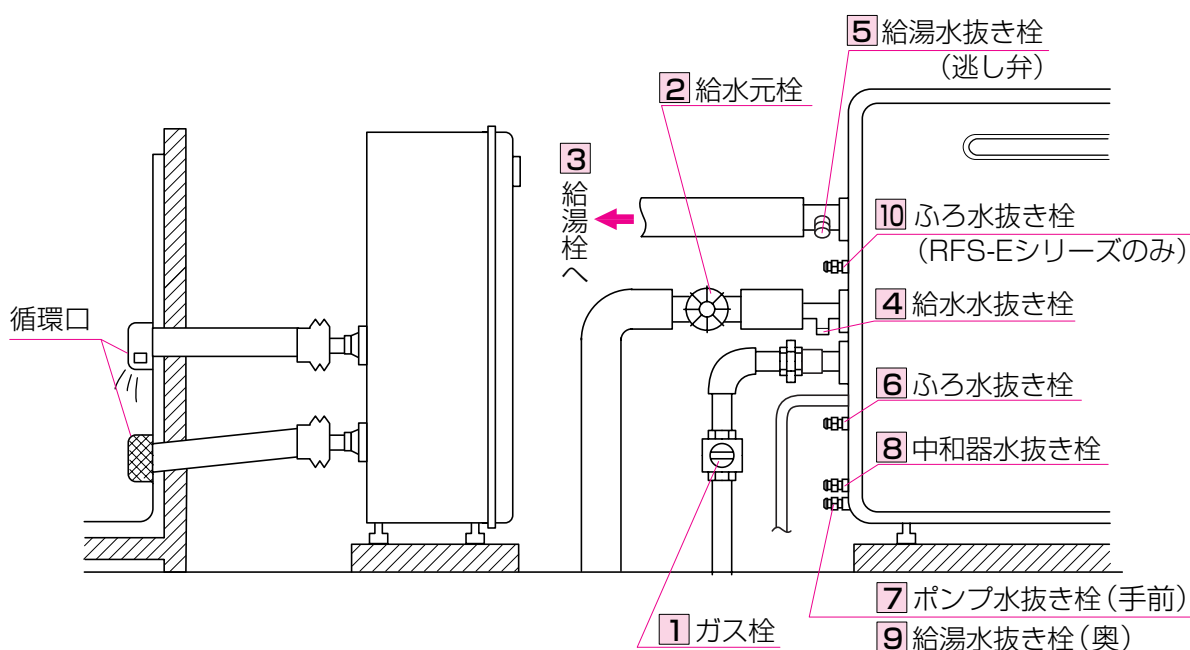 5 給湯水抜き栓
(逃し弁)
2 給水元栓
3 給湯栓へ
10 ふろ水抜き栓
(RFS-Eシリーズのみ)
循環口
4 給水水抜き栓
6 ふろ水抜き栓
8 中和器水抜き栓
7 ポンプ水抜き栓(手前)
1 ガス栓
9 給湯水抜き栓(奥)